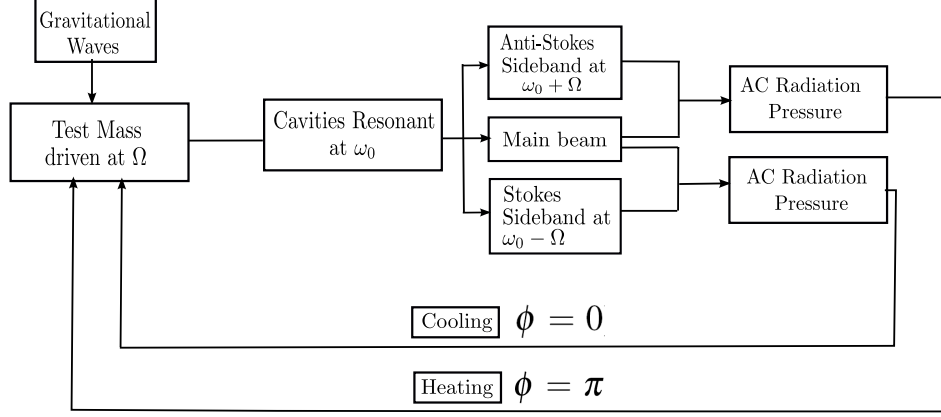 Gravitational
Waves
Test Mass
driven at Ω
Cavities Resonant
at ω₀
Anti-Stokes
Sideband at
ω₀ + Ω
Main beam
Stokes
Sideband at
ω₀ − Ω
AC Radiation
Pressure
AC Radiation
Pressure
Cooling ϕ = 0
Heating ϕ = π